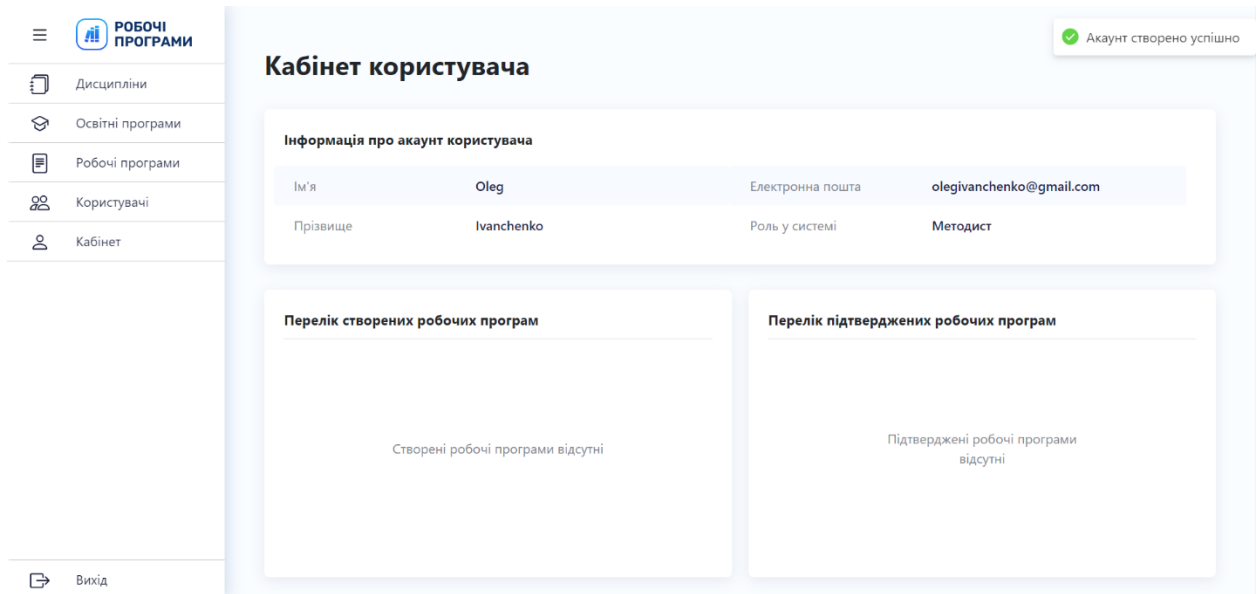 РОБОЧІ
ПРОГРАМИ
Дисципліни
Освітні програми
Робочі програми
Користувачі
Кабінет
Вихід
Акаунт створено успішно
Кабінет користувача
Інформація про акаунт користувача
Ім'я Oleg Електронна пошта olegivanchenko@gmail.com
Прізвище Ivanchenko Роль у системі Методист
Перелік створених робочих програм
Створені робочі програми відсутні
Перелік підтверджених робочих програм
Підтверджені робочі програми
відсутні